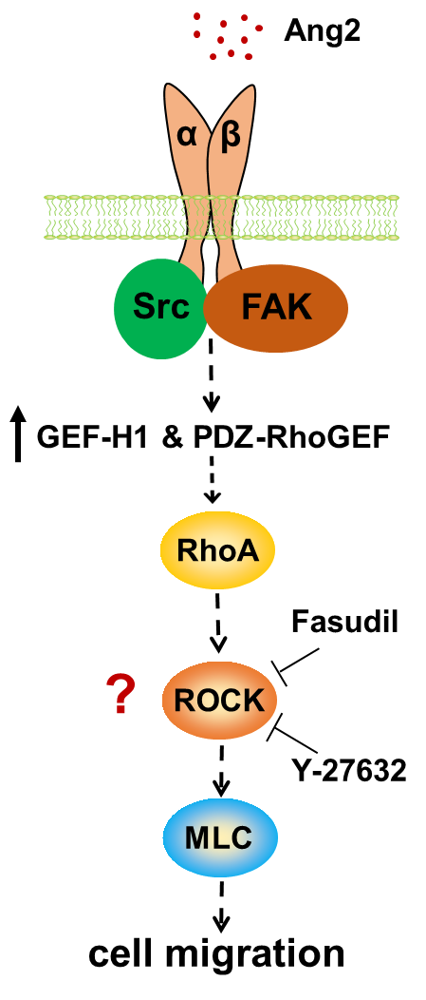 Ang2
α β
Src FAK
GEF-H1 & PDZ-RhoGEF
RhoA
Fasudil
? ROCK
Y-27632
MLC
cell migration